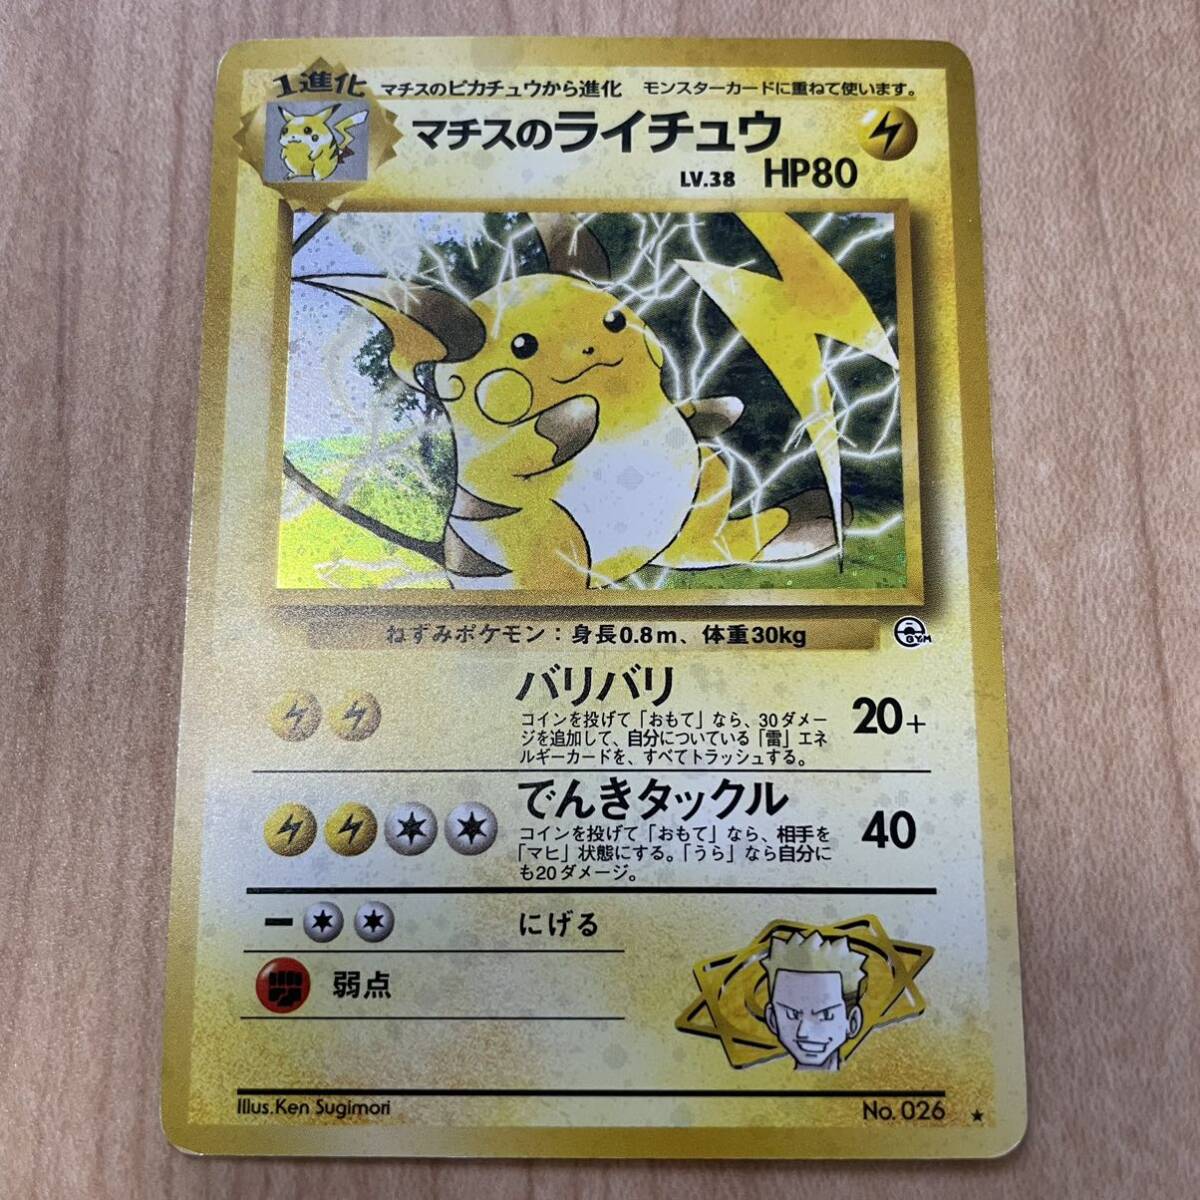 1進化
マチスのピカチュウから進化　モンスターカードに重ねて使います。
マチスのライチュウ
LV.38 HP80
ねずみポケモン：身長0.8m、体重30kg
GYM
バリバリ
コインを投げて「おもて」なら、30ダメー
ジを追加して、自分についている「雷」エネ
ルギーカードを、すべてトラッシュする。
20+
でんきタックル
コインを投げて「おもて」なら、相手を
「マヒ」状態にする。「うら」なら自分に
も20ダメージ。
40
ー にげる
弱点
Illus.Ken Sugimori
No. 026 ★